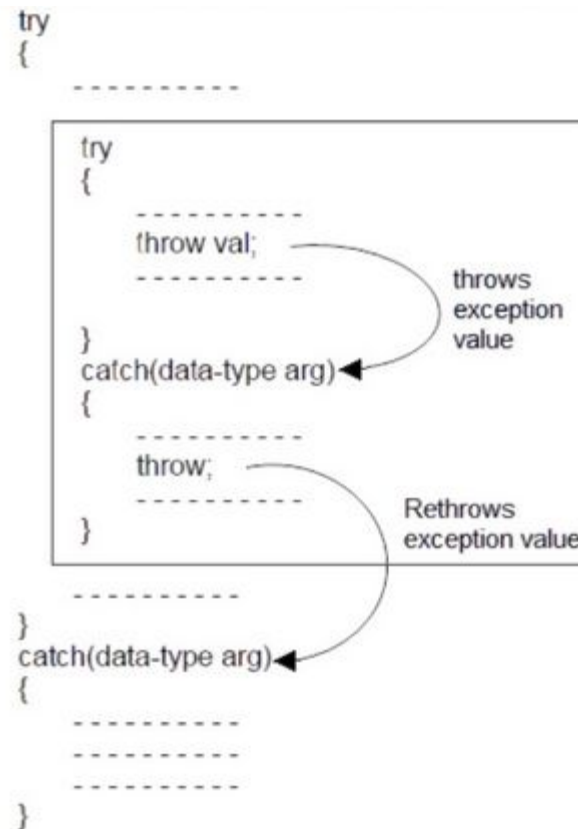 try
{
- - - - - - - - - -
try
{
- - - - - - - - - -
throw val;
- - - - - - - - - -
throws
exception
value
}
catch(data-type arg)
{
- - - - - - - - - -
throw;
- - - - - - - - - -
Rethrows
exception value
}
- - - - - - - - - -
}
catch(data-type arg)
{
- - - - - - - - - -
- - - - - - - - - -
- - - - - - - - - -
}